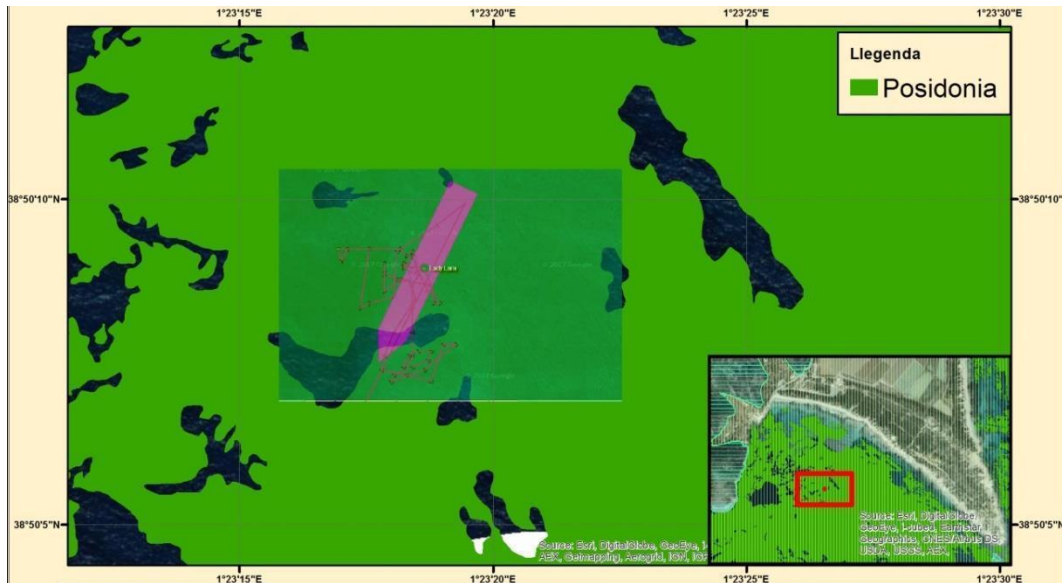 1°23'15"E 1°23'20"E 1°23'25"E 1°23'30"E
Llegenda
Posidonia
38°50'10"N 38°50'10"N
38°50'5"N 38°50'5"N
Source: Esri, DigitalGlobe, GeoEye, i-
AEX, Getmapping, Aerogrid, IGN, IGP
Source: Esri, DigitalGlobe,
GeoEye, i-cubed, Earthstar
Geographics, CNES/Airbus DS,
USDA, USGS, AEX,
1°23'15"E 1°23'20"E 1°23'25"E 1°23'30"E